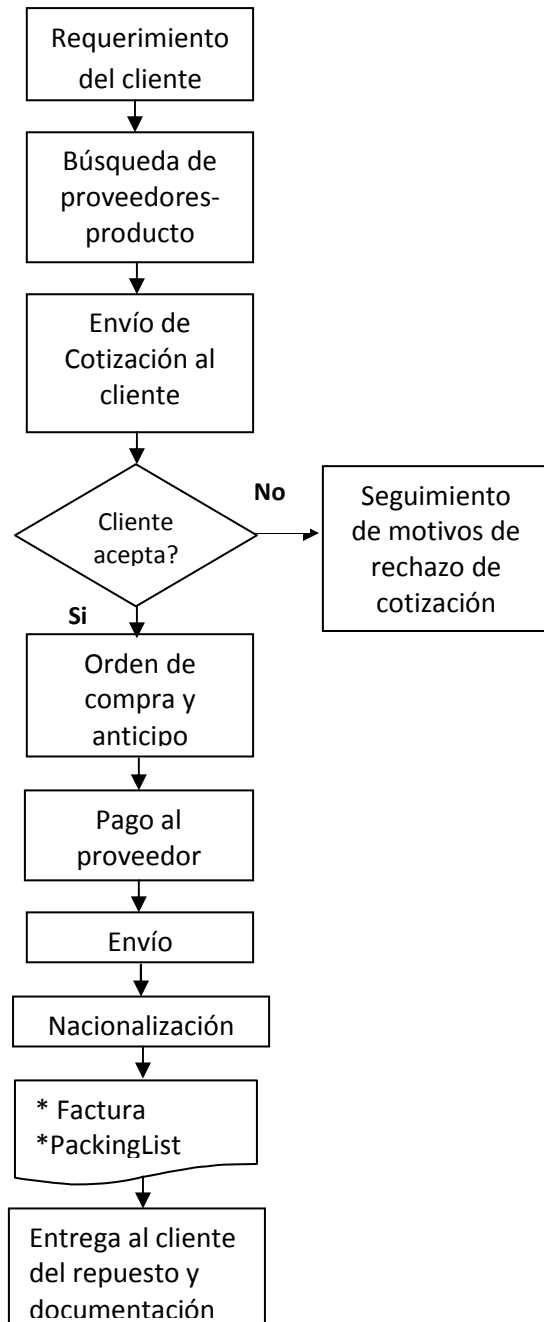 Requerimiento
del cliente
Búsqueda de
proveedores-
producto
Envío de
Cotización al
cliente
Cliente
acepta?
No
Seguimiento
de motivos de
rechazo de
cotización
Si
Orden de
compra y
anticipo
Pago al
proveedor
Envío
Nacionalización
* Factura
*PackingList
Entrega al cliente
del repuesto y
documentación